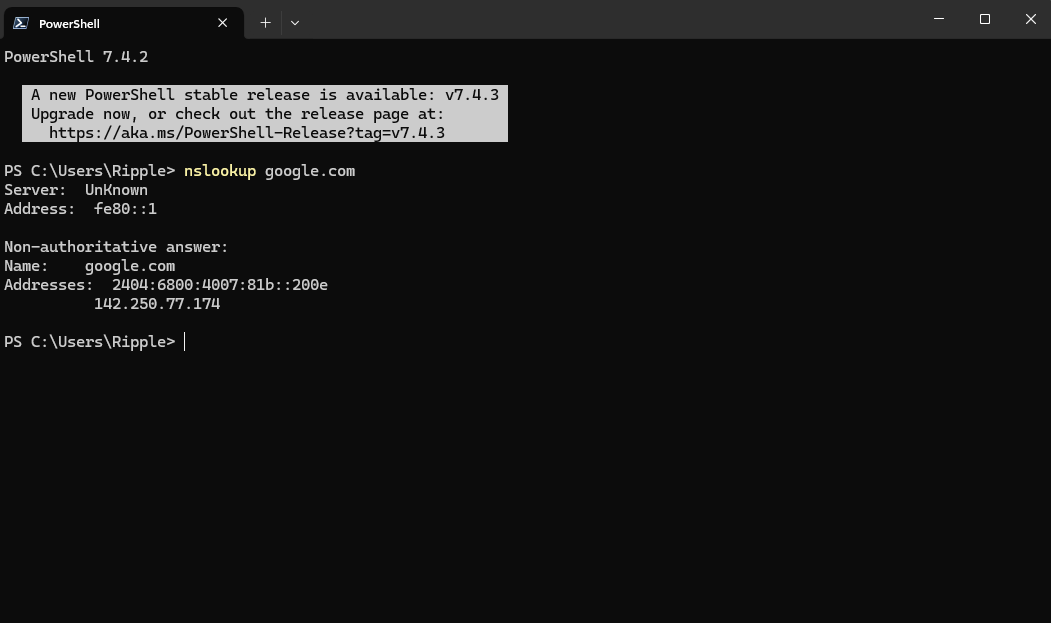 PowerShell
PowerShell 7.4.2
A new PowerShell stable release is available: v7.4.3
Upgrade now, or check out the release page at:
https://aka.ms/PowerShell-Release?tag=v7.4.3
PS C:\Users\Ripple> nslookup google.com
Server:  UnKnown
Address:  fe80::1
Non-authoritative answer:
Name:    google.com
Addresses:  2404:6800:4007:81b::200e
142.250.77.174
PS C:\Users\Ripple>